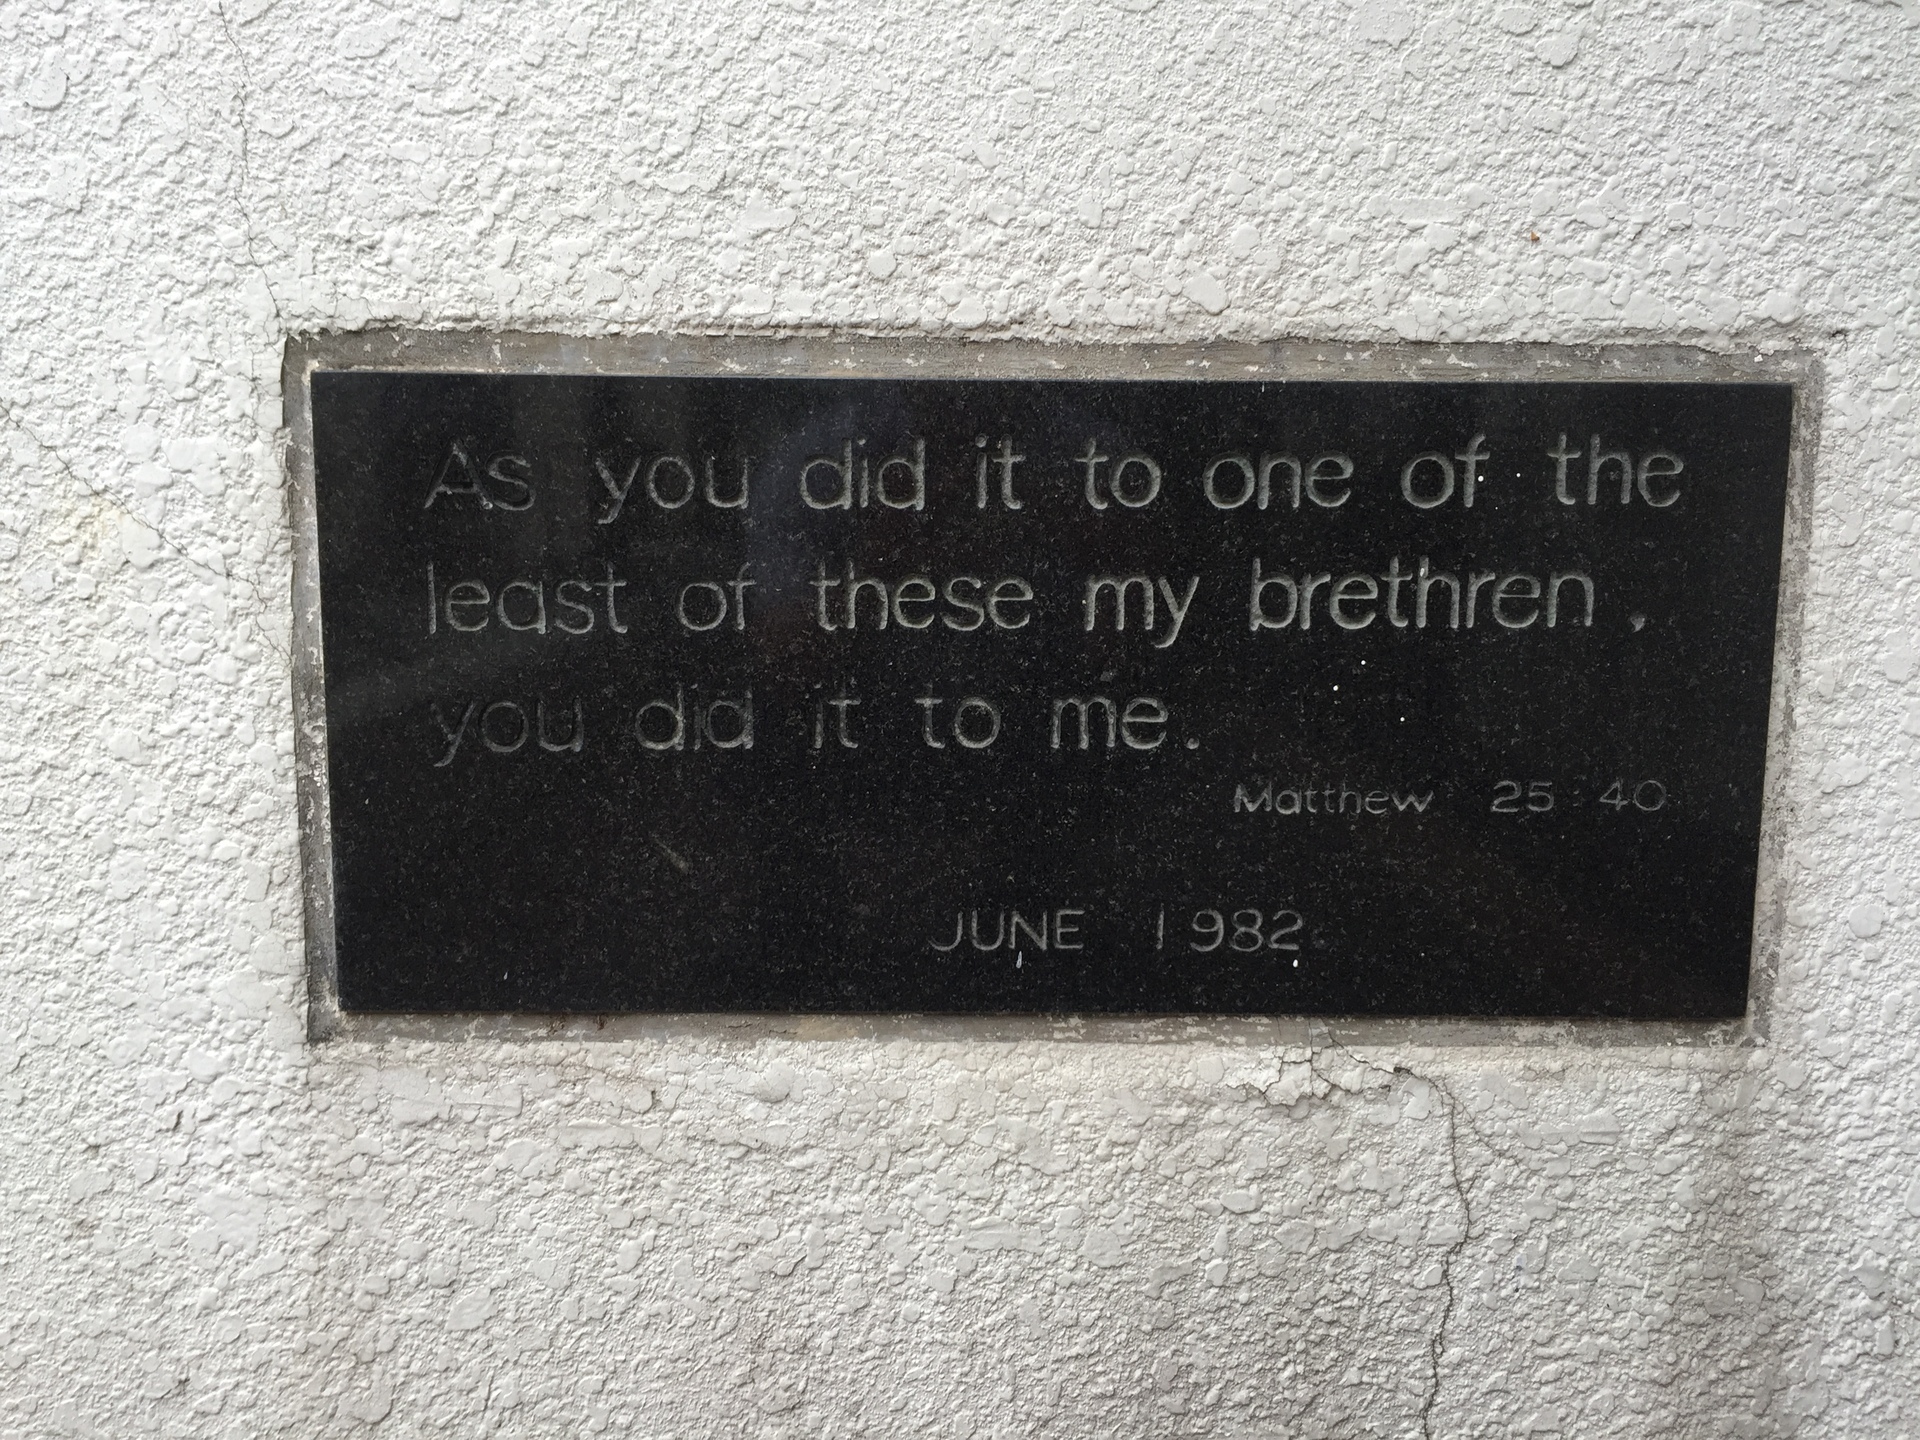 As you did it to one of the
least of these my brethren,
you did it to me.
Matthew 25:40
JUNE 1982